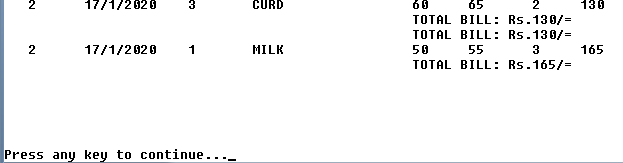 2 17/1/2020 3 CURD 60 65 2 130
TOTAL BILL: Rs.130/=
TOTAL BILL: Rs.130/=
2 17/1/2020 1 MILK 50 55 3 165
TOTAL BILL: Rs.165/=
Press any key to continue..._